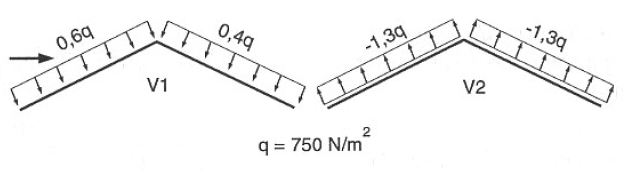 0,6q
0,4q
V1
-1,3q
-1,3q
V2
q = 750 N/m²